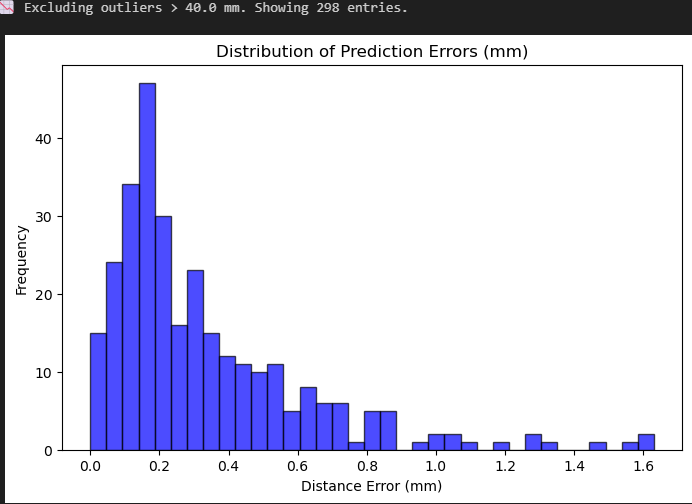 Excluding outliers > 40.0 mm. Showing 298 entries.
Distribution of Prediction Errors (mm)
Frequency
40
30
20
10
0
0.0 0.2 0.4 0.6 0.8 1.0 1.2 1.4 1.6
Distance Error (mm)